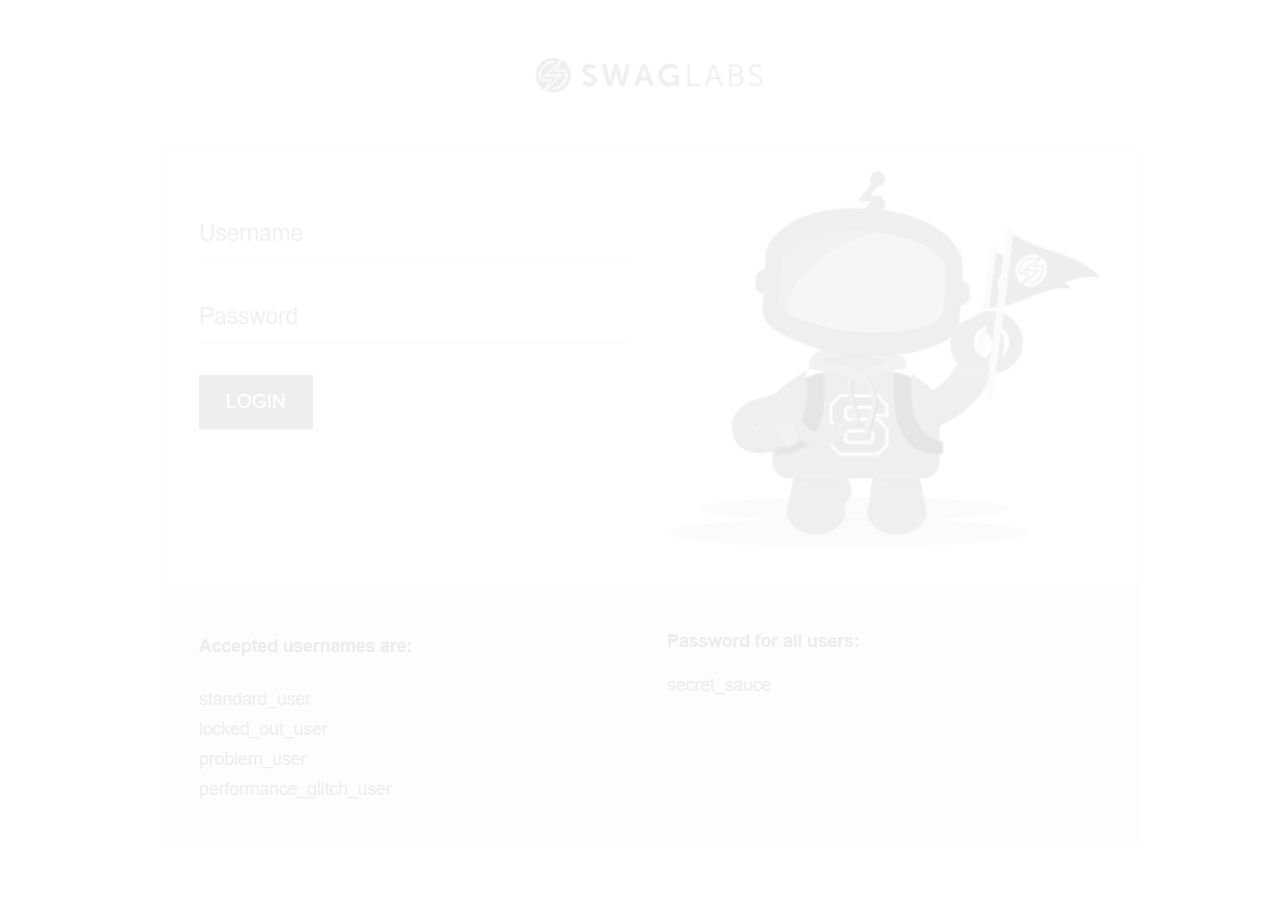 SWAGLABS
Username
Password
LOGIN
S
Accepted usernames are:
standard_user
locked_out_user
problem_user
performance_glitch_user
Password for all users:
secret_sauce